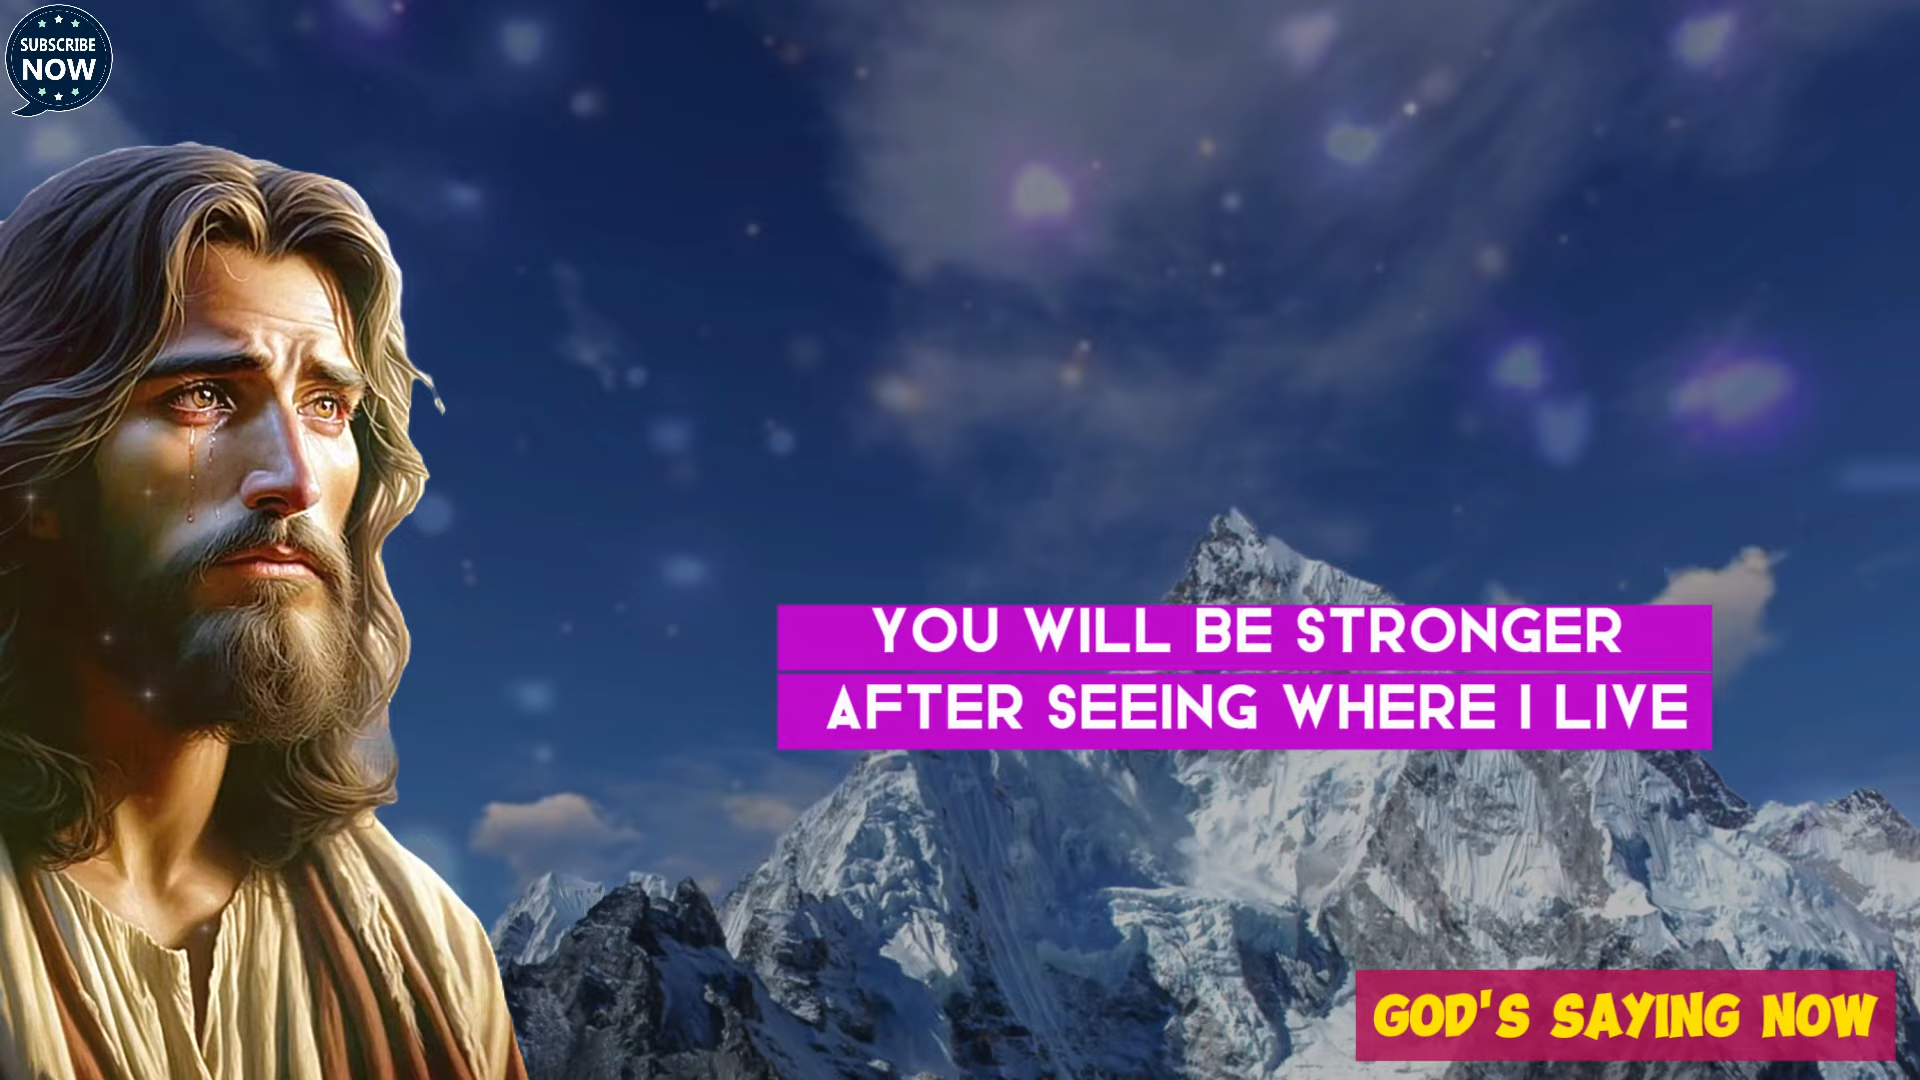 SUBSCRIBE
NOW
YOU WILL BE STRONGER
AFTER SEEING WHERE I LIVE
GOD'S SAYING NOW